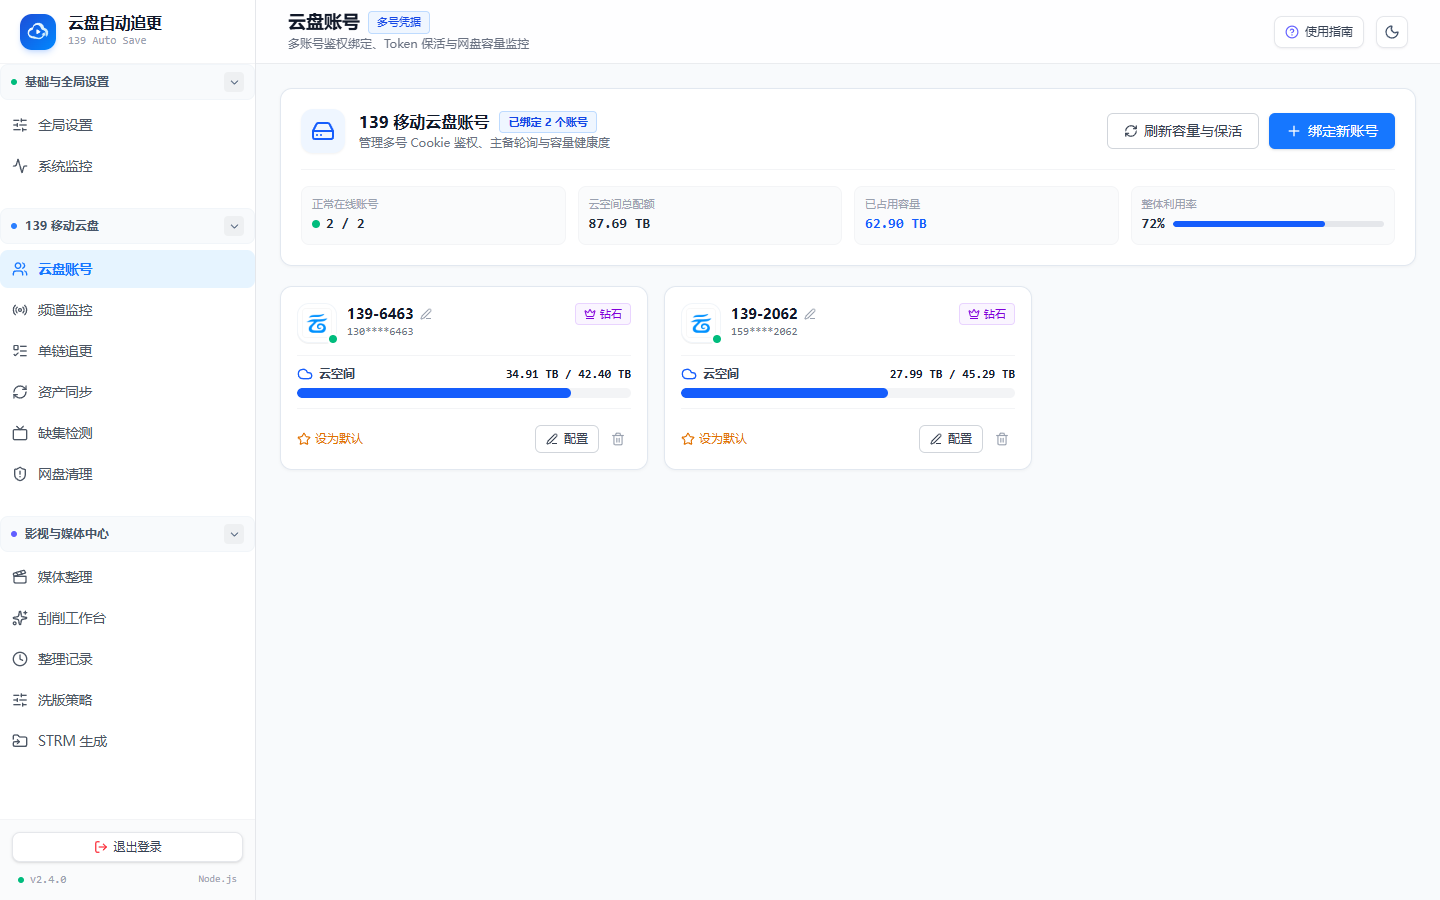 云盘自动追更
139 Auto Save
基础与全局设置
全局设置
系统监控
139 移动云盘
云盘账号
频道监控
单链追更
资产同步
缺集检测
网盘清理
影视与媒体中心
媒体整理
刮削工作台
整理记录
洗版策略
STRM 生成
退出登录
v2.4.0
Node.js
云盘账号
多号凭据
多账号鉴权绑定、Token 保活与网盘容量监控
使用指南
139 移动云盘账号
已绑定 2 个账号
管理多号 Cookie 鉴权、主备轮询与容量健康度
刷新容量与保活
绑定新账号
正常在线账号
2 / 2
云空间总配额
87.69 TB
已占用容量
62.90 TB
整体利用率
72%
139-6463
钻石
130****6463
云空间
34.91 TB / 42.40 TB
设为默认
配置
139-2062
钻石
159****2062
云空间
27.99 TB / 45.29 TB
设为默认
配置